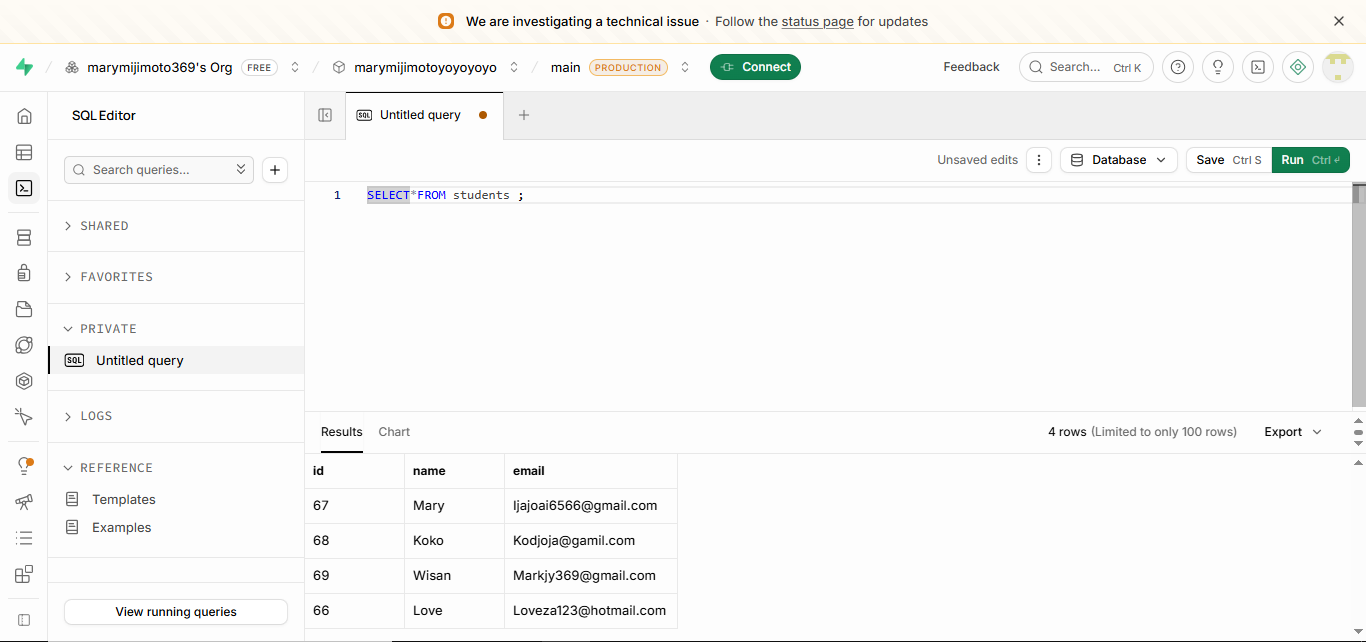 We are investigating a technical issue · Follow the status page for updates
marymijimoto369's Org FREE / marymijimotoyoyoyoyo / main PRODUCTION Connect Feedback Search... Ctrl K
SQL Editor
SQL Untitled query
Search queries...
Unsaved edits Database Save Ctrl S Run Ctrl ↵
1 SELECT*FROM students ;
SHARED
FAVORITES
PRIVATE
SQL Untitled query
LOGS
REFERENCE
Templates
Examples
View running queries
Results Chart 4 rows (Limited to only 100 rows) Export
id name email
67 Mary Ijajoai6566@gmail.com
68 Koko Kodjoja@gamil.com
69 Wisan Markjy369@gmail.com
66 Love Loveza123@hotmail.com